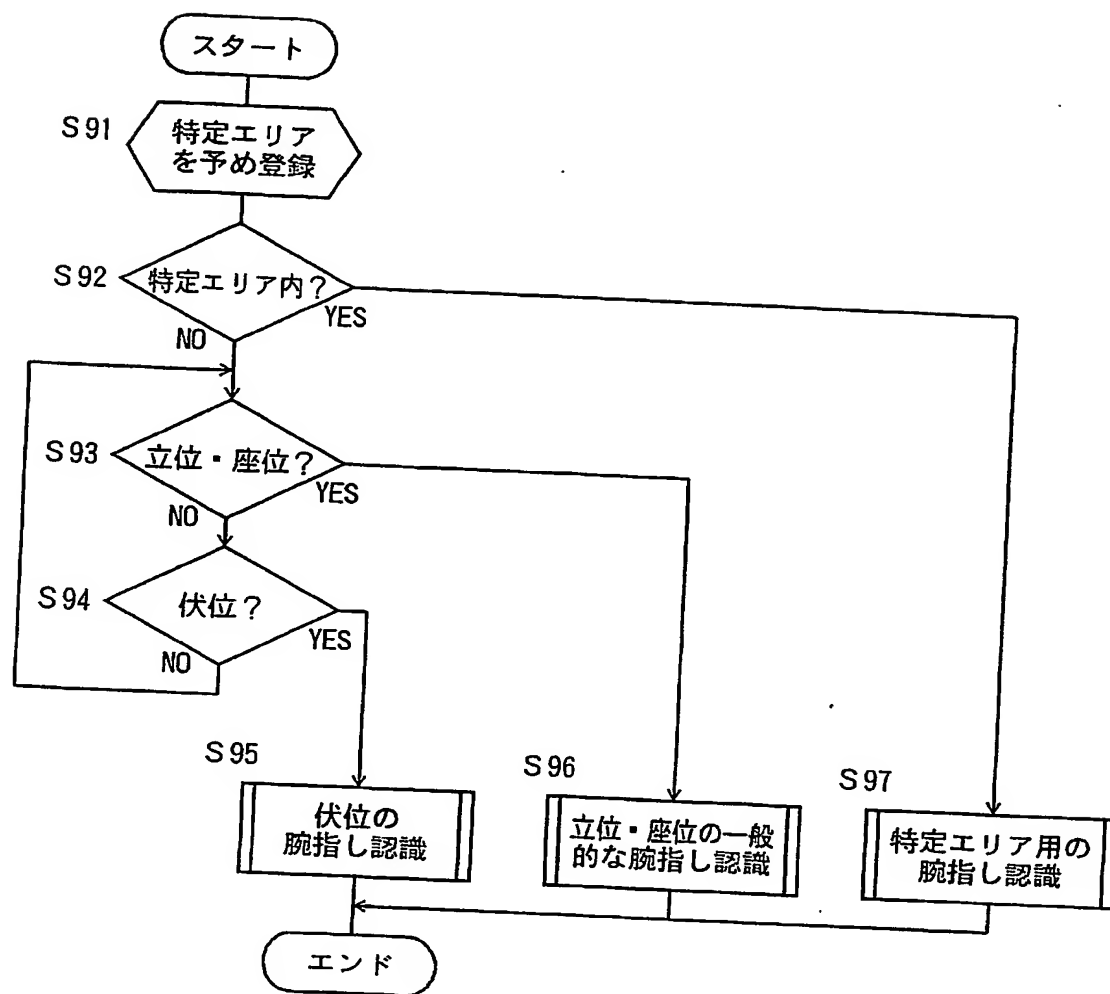 スタート
S91
特定エリア
を予め登録
S92
特定エリア内?
YES
NO
S93
立位・座位?
YES
NO
S94
伏位?
YES
NO
S95
伏位の
腕指し認識
S96
立位・座位の一般
的な腕指し認識
S97
特定エリア用の
腕指し認識
エンド